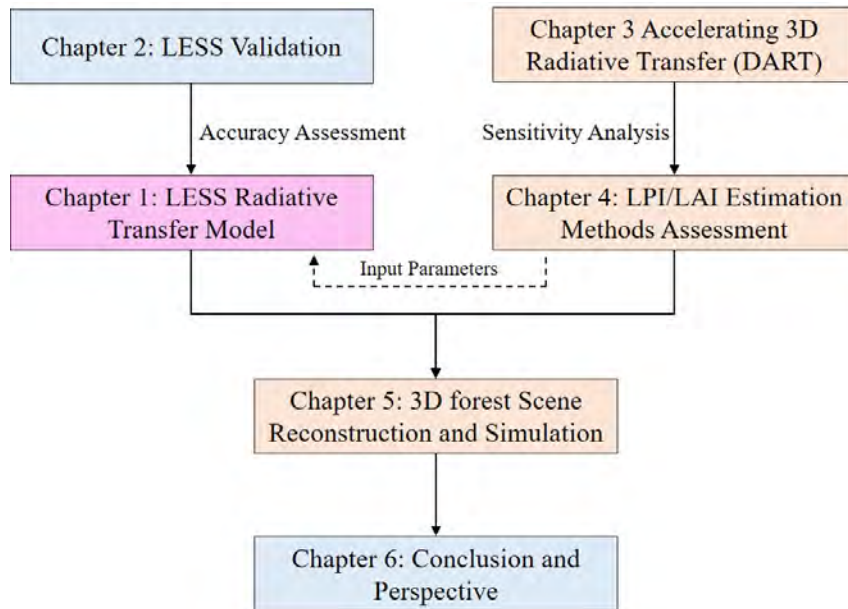 Chapter 2: LESS Validation
Chapter 3 Accelerating 3D
Radiative Transfer (DART)
Accuracy Assessment
Sensitivity Analysis
Chapter 1: LESS Radiative
Transfer Model
Chapter 4: LPI/LAI Estimation
Methods Assessment
Input Parameters
Chapter 5: 3D forest Scene
Reconstruction and Simulation
Chapter 6: Conclusion and
Perspective